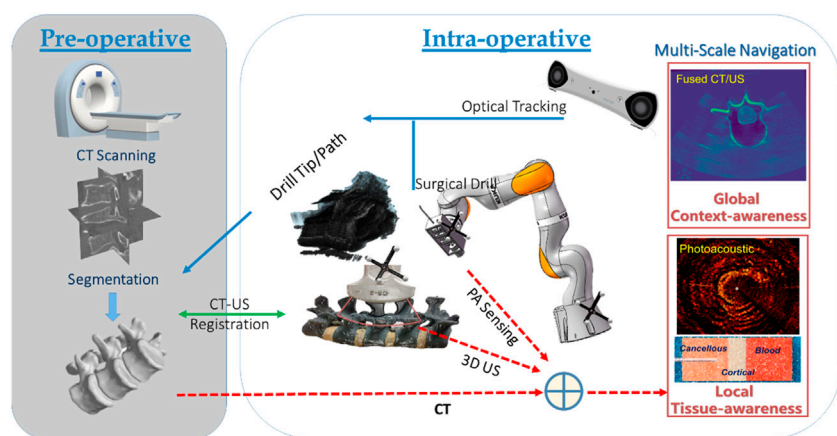 Pre-operative
CT Scanning
Segmentation
Intra-operative
Optical Tracking
Drill Tip/Path
Surgical Drill
CT-US
Registration
PA Sensing
3D US
CT
Multi-Scale Navigation
Fused CT/US
Global
Context-awareness
Photoacoustic
Cancellous
Blood
Cortical
Local
Tissue-awareness